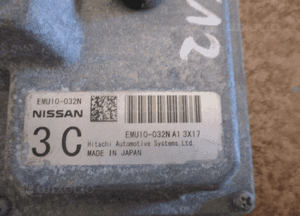 EMU10-032N
NISSAN
3C
EMU10-032N A1 3X17
Hitachi Automotive Systems, Ltd.
MADE IN JAPAN